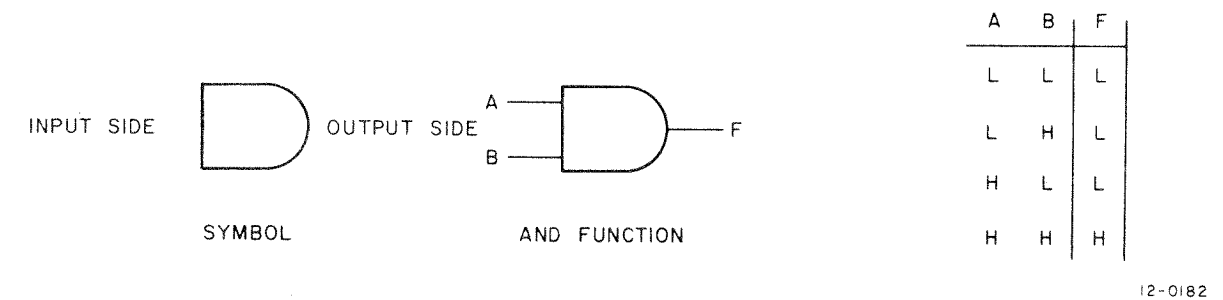 INPUT SIDE
OUTPUT SIDE
SYMBOL
A
B
F
AND FUNCTION
A B F
L L L
L H L
H L L
H H H
12-0182